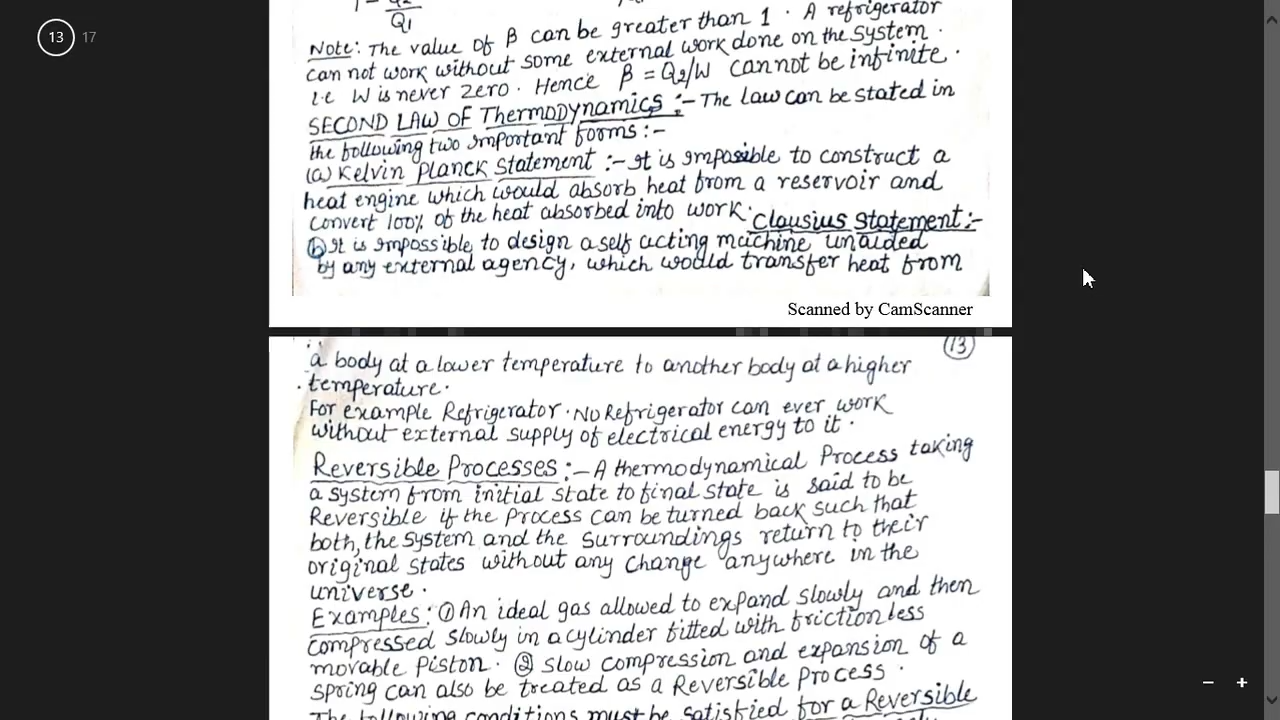 13 17
Q1
Note: The value of β can be greater than 1. A refrigerator
can not work without some external work done on the system.
i.e W is never zero. Hence β = Q2/W cannot be infinite.
SECOND LAW OF Thermodynamics :- The law can be stated in
the following two important forms :-
(a) Kelvin Planck Statement :- It is impossible to construct a
heat engine which would absorb heat from a reservoir and
convert 100% of the heat absorbed into work. Clausius Statement :-
(b) It is impossible to design a self acting machine unaided
by any external agency, which would transfer heat from
Scanned by CamScanner
13
a body at a lower temperature to another body at a higher
temperature.
For example Refrigerator. No Refrigerator can ever work
without external supply of electrical energy to it.
Reversible Processes :- A thermodynamical Process taking
a system from initial state to final state is said to be
Reversible if the Process can be turned back such that
both, the system and the surroundings return to their
original states without any change anywhere in the
universe.
Examples : ① An ideal gas allowed to expand slowly and then
compressed slowly in a cylinder fitted with frictionless
movable piston. ② Slow compression and expansion of a
spring can also be treated as a Reversible Process.
The following conditions must be satisfied for a Reversible